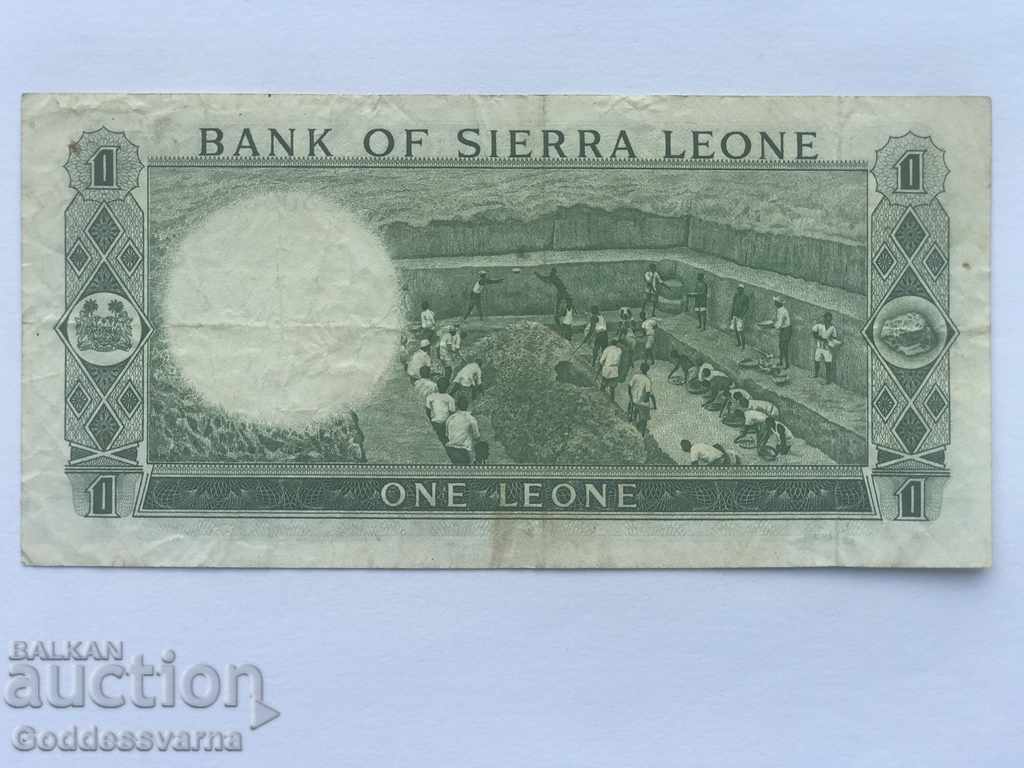 BANK OF SIERRA LEONE
1 1
ONE LEONE
1 1
BALKAN
auction
Goddessvarna